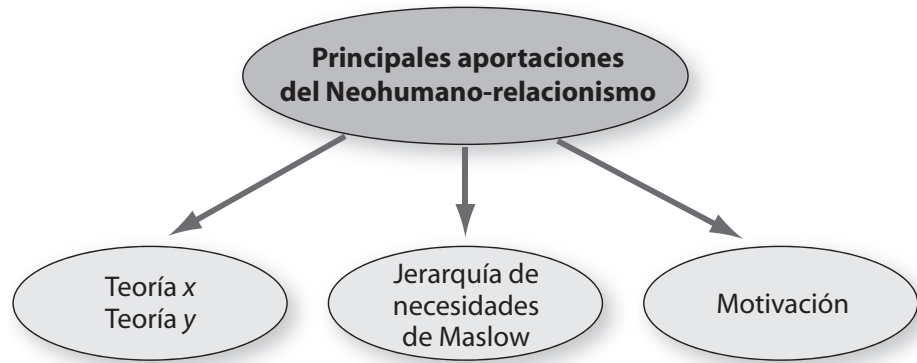 Principales aportaciones
del Neohumano-relacionismo
Teoría x
Teoría y
Jerarquía de
necesidades
de Maslow
Motivación